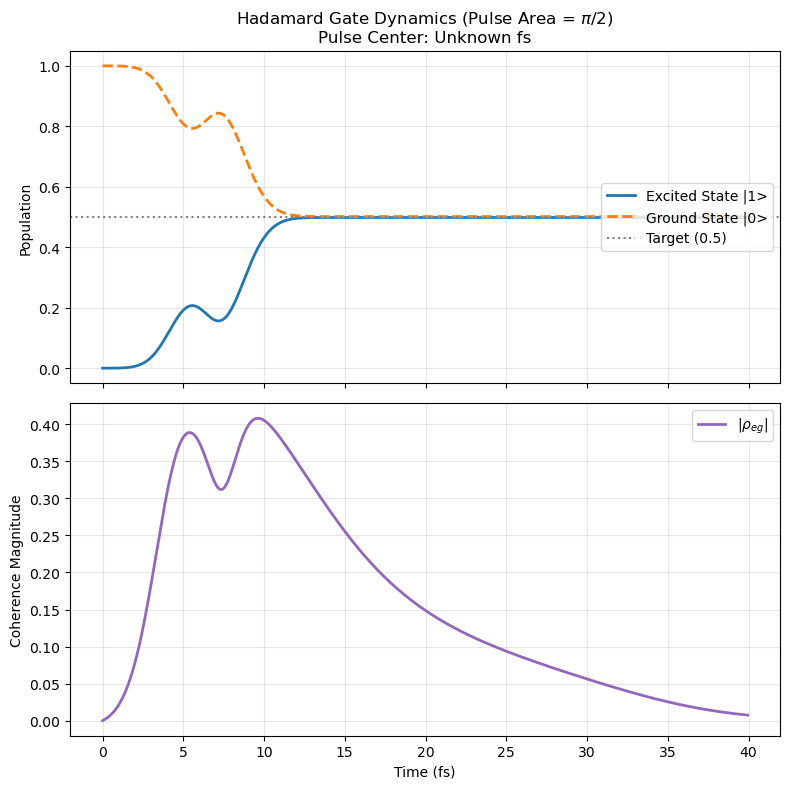 Hadamard Gate Dynamics (Pulse Area = π/2)
Pulse Center: Unknown fs
Population
1.0
0.8
0.6
0.4
0.2
0.0
Excited State |1>
Ground State |0>
Target (0.5)
Coherence Magnitude
0.40
0.35
0.30
0.25
0.20
0.15
0.10
0.05
0.00
|ρ_eg|
0 5 10 15 20 25 30 35 40
Time (fs)